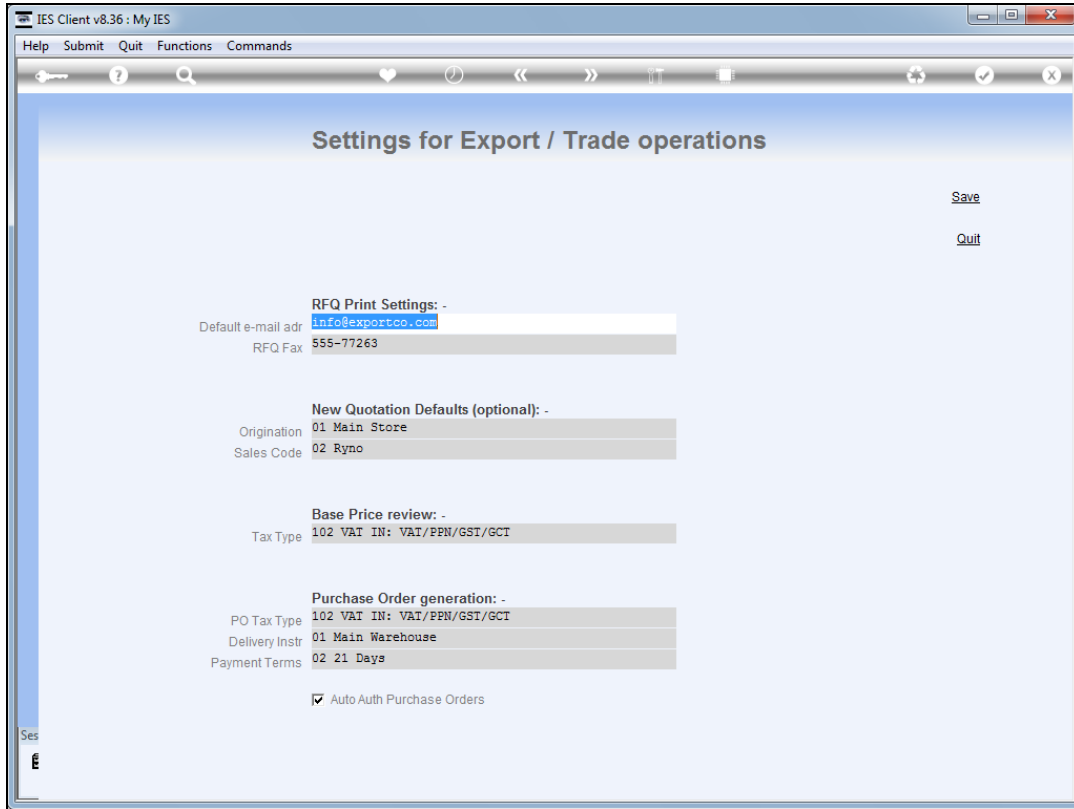 IES Client v8.36 : My IES
Help Submit Quit Functions Commands
Settings for Export / Trade operations
Save
Quit
RFQ Print Settings: -
Default e-mail adr info@exportco.com
RFQ Fax 555-77263
New Quotation Defaults (optional): -
Origination 01 Main Store
Sales Code 02 Ryno
Base Price review: -
Tax Type 102 VAT IN: VAT/PPN/GST/GCT
Purchase Order generation: -
PO Tax Type 102 VAT IN: VAT/PPN/GST/GCT
Delivery Instr 01 Main Warehouse
Payment Terms 02 21 Days
Auto Auth Purchase Orders
Ses